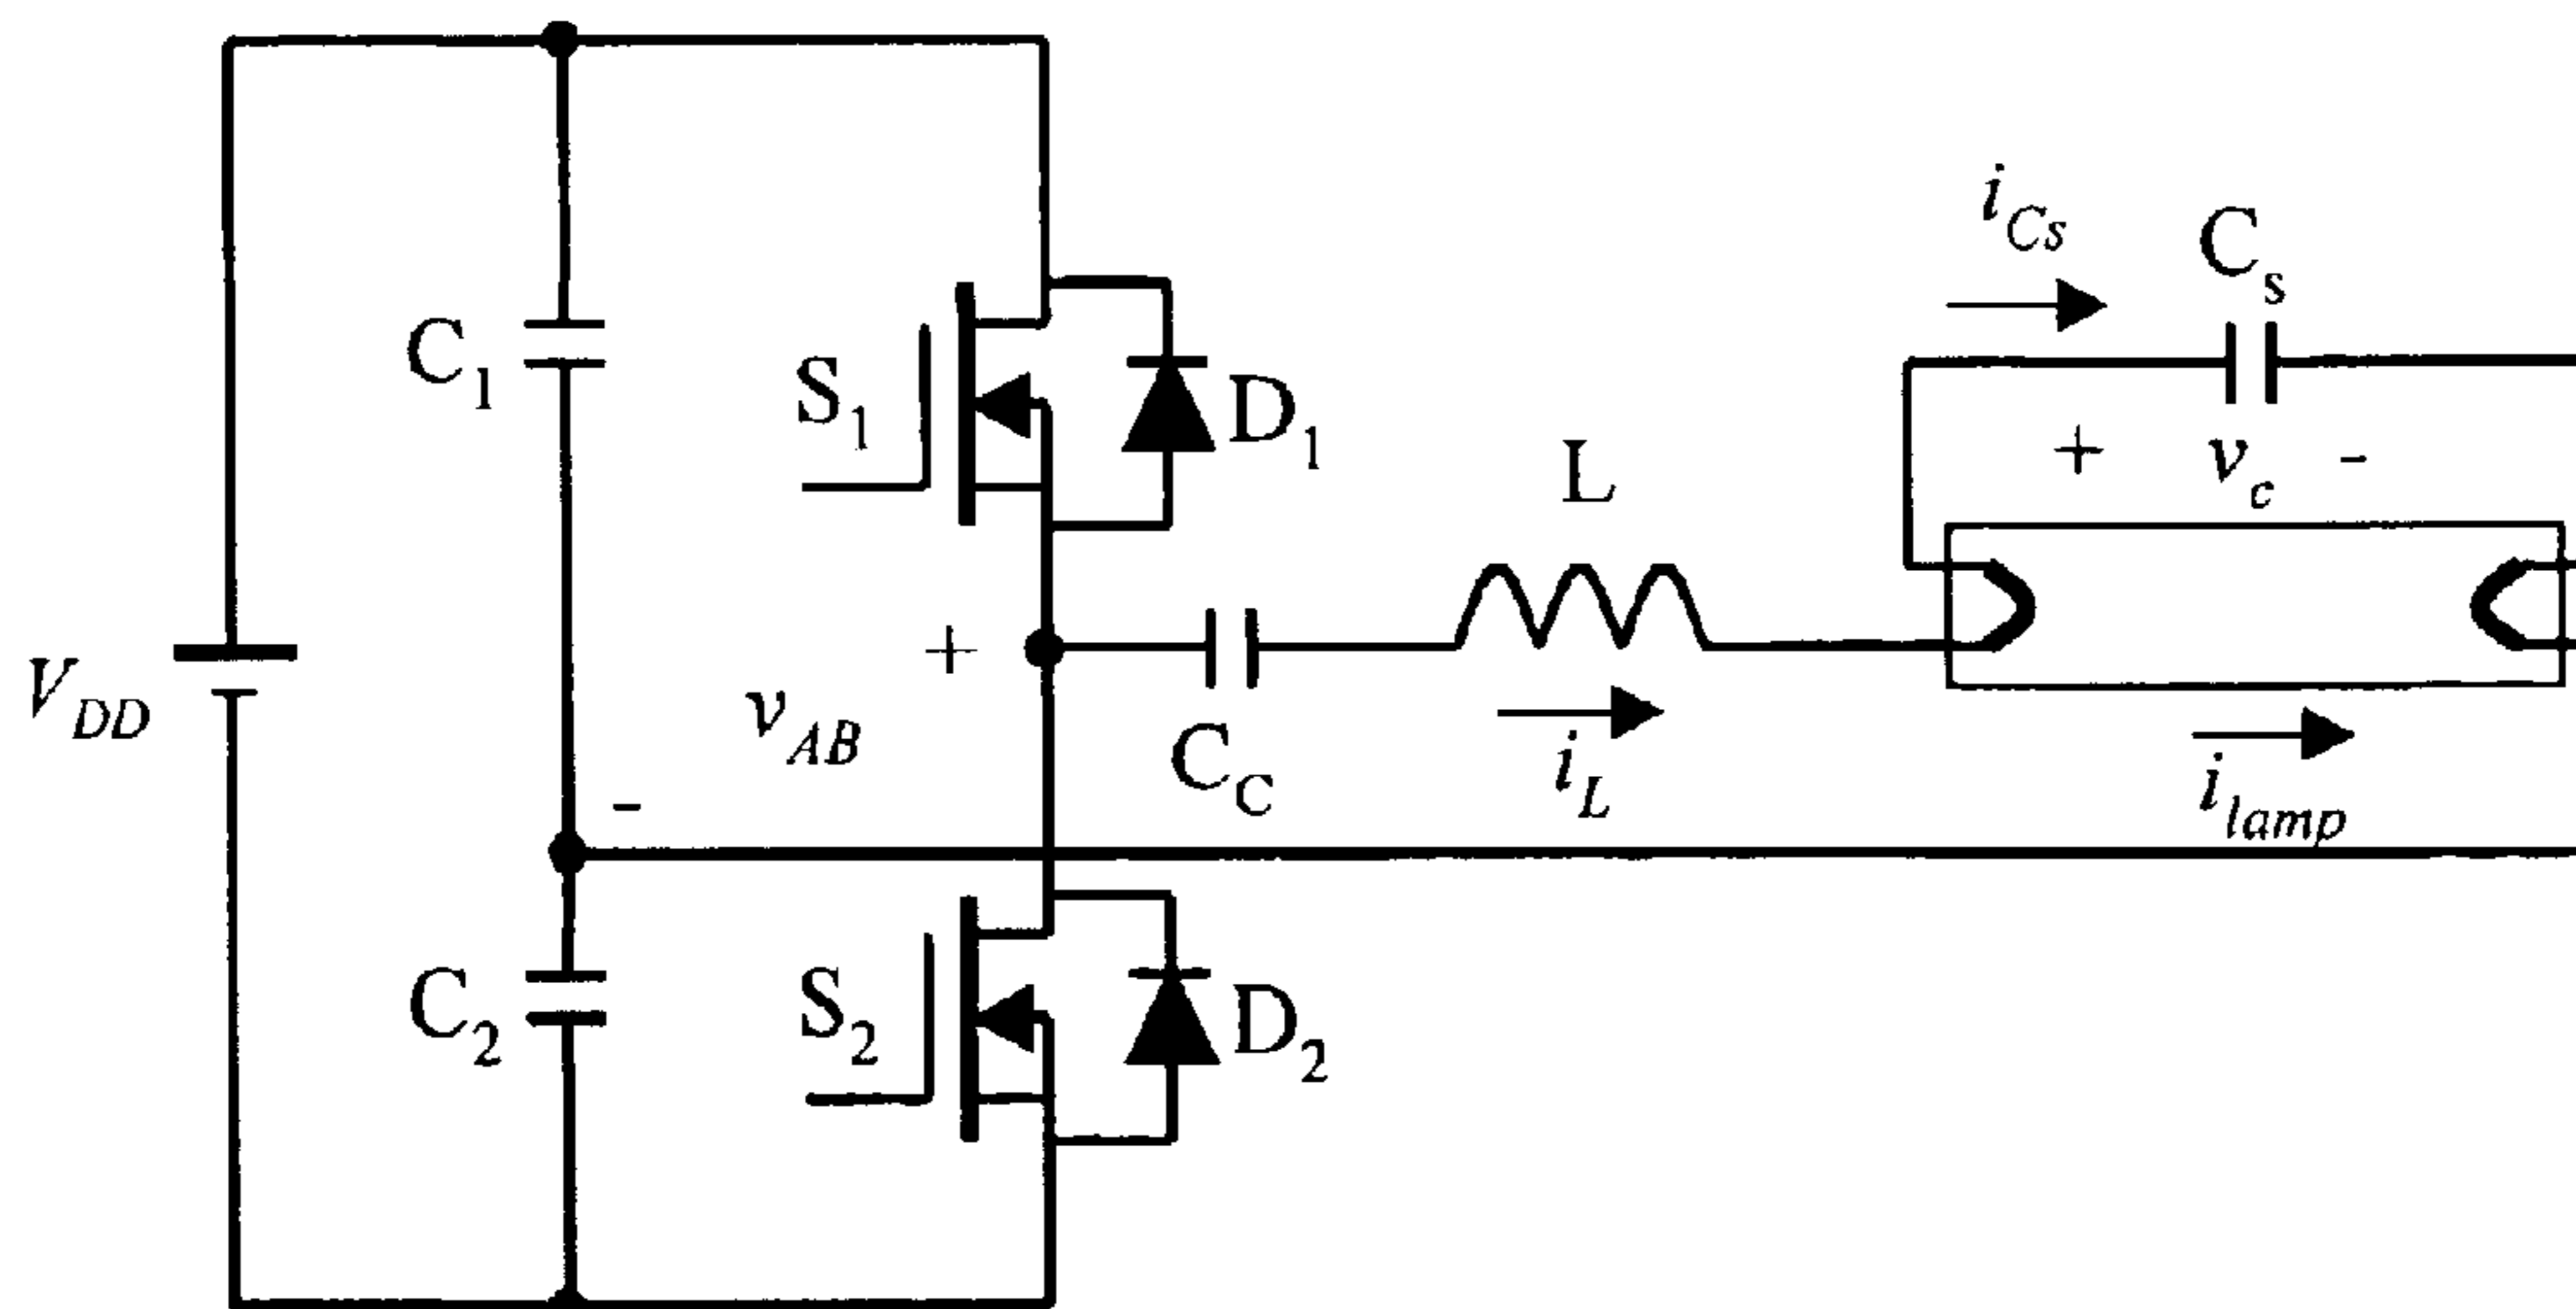 i_Cs
C_s
+ v_c -
C_1
S_1
D_1
L
V_DD
+
v_AB
-
C_C
i_L
i_lamp
C_2
S_2
D_2